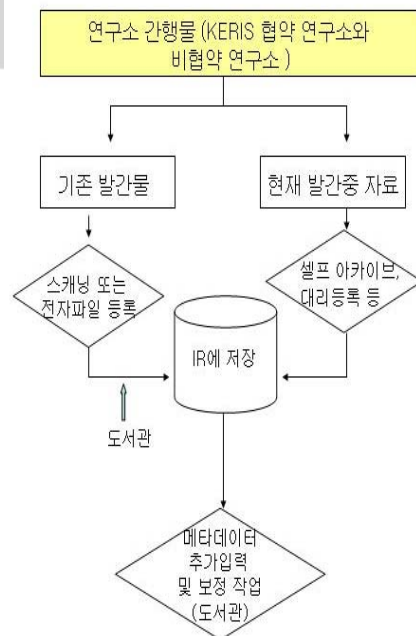 연구소 간행물 (KERIS 협약 연구소와
비협약 연구소 )
기존 발간물
현재 발간중 자료
스캐닝 또는
전자파일 등록
셀프 아카이브,
대리등록 등
IR에 저장
도서관
메타데이터
추가입력
및 보정 작업
(도서관)